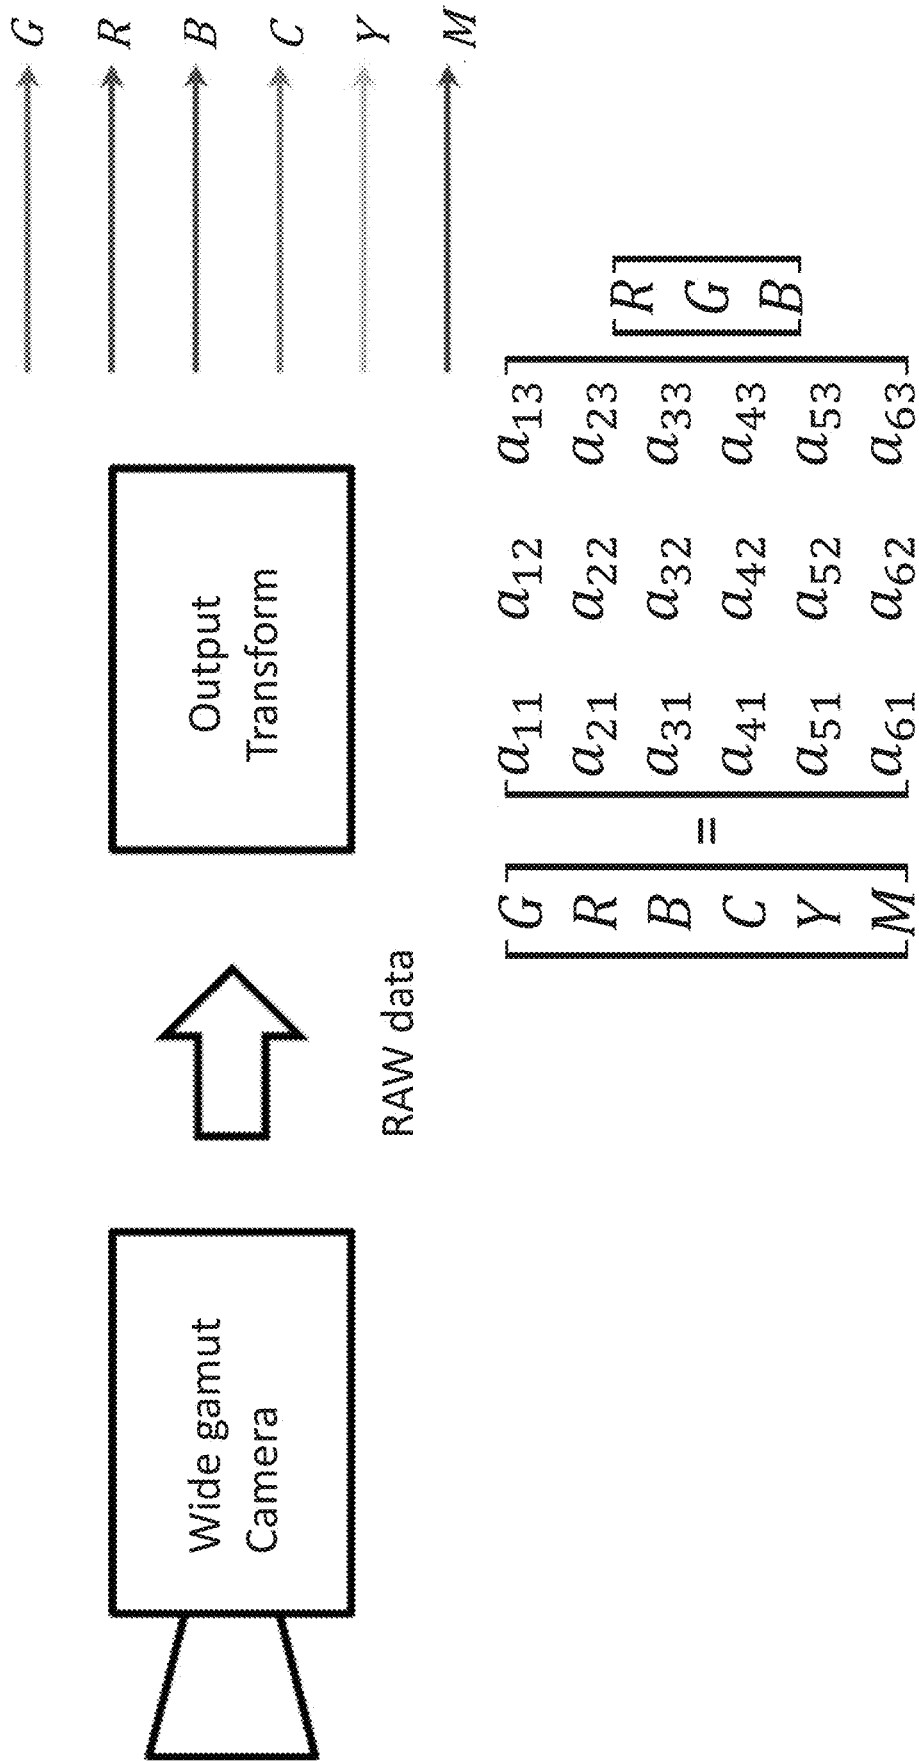 Wide gamut
Camera
RAW data
Output
Transform
G
R
B
C
Y
M
[G] = [a₁₁ a₁₂ a₁₃] [R]
[R] [a₂₁ a₂₂ a₂₃] [G]
[B] [a₃₁ a₃₂ a₃₃] [B]
[C] [a₄₁ a₄₂ a₄₃]
[Y] [a₅₁ a₅₂ a₅₃]
[M] [a₆₁ a₆₂ a₆₃]